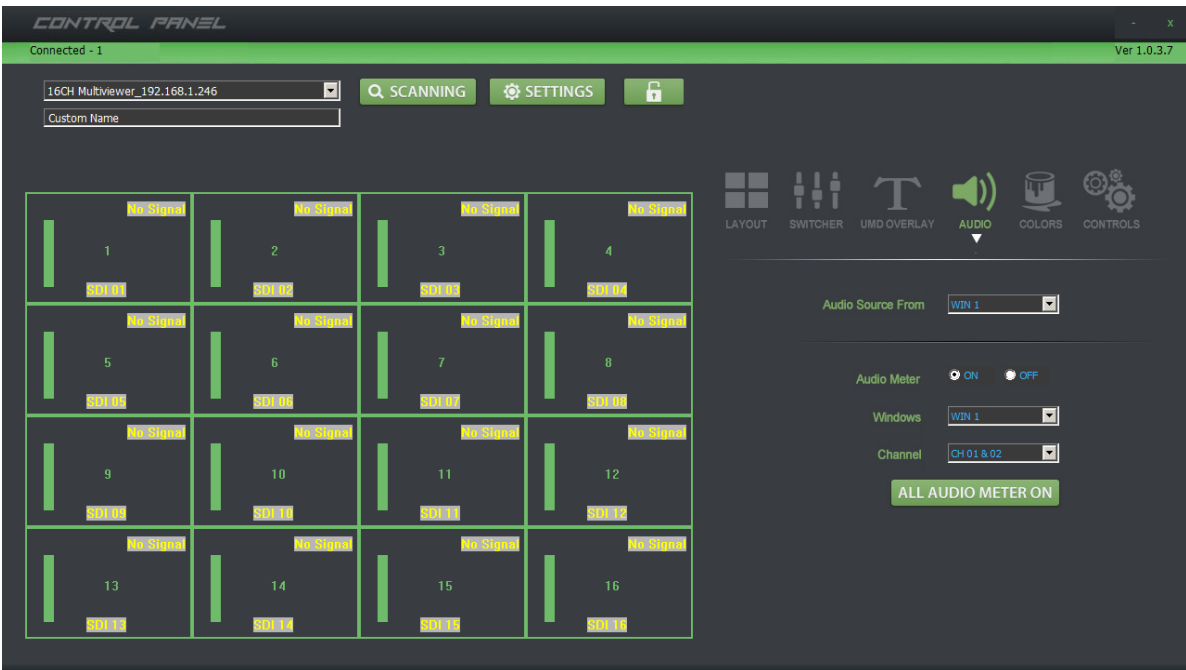 CONTROL PANEL
- x
Connected - 1
Ver 1.0.3.7
16CH Multiviewer_192.168.1.246
SCANNING
SETTINGS
Custom Name
LAYOUT SWITCHER UMD OVERLAY AUDIO COLORS CONTROLS
No Signal No Signal No Signal No Signal
1 2 3 4
SDI 01 SDI 02 SDI 03 SDI 04
No Signal No Signal No Signal No Signal
5 6 7 8
SDI 05 SDI 06 SDI 07 SDI 08
No Signal No Signal No Signal No Signal
9 10 11 12
SDI 09 SDI 10 SDI 11 SDI 12
No Signal No Signal No Signal No Signal
13 14 15 16
SDI 13 SDI 14 SDI 15 SDI 16
Audio Source From WIN 1
Audio Meter ON OFF
Windows WIN 1
Channel CH 01 & 02
ALL AUDIO METER ON